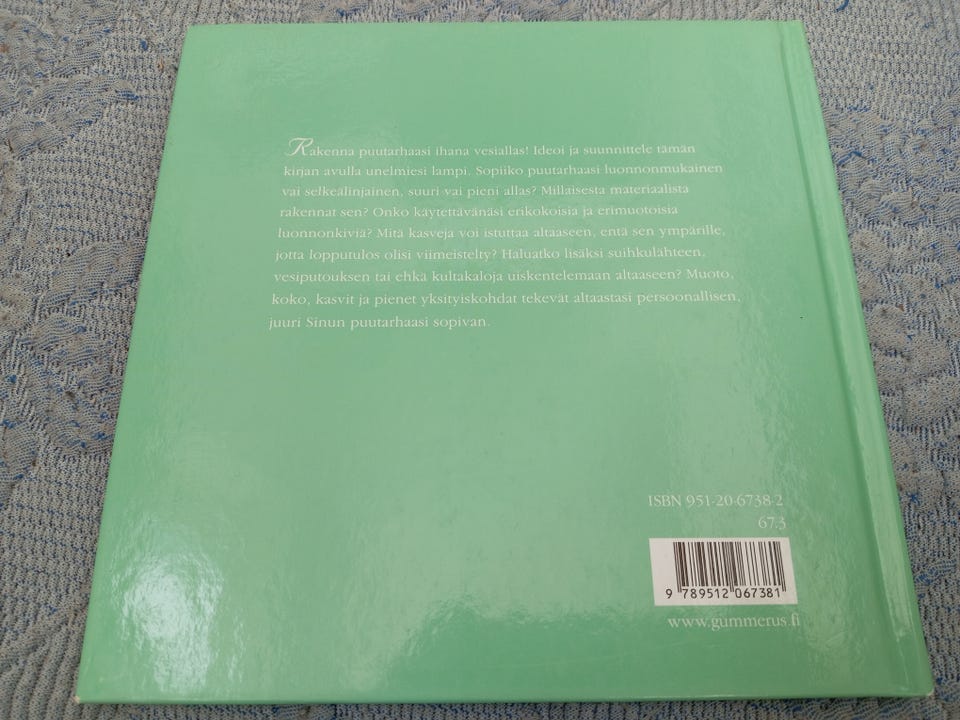 Rakenna puutarhaasi ihana vesiallas! Ideoi ja suunnittele tämän
kirjan avulla unelmiesi lampi. Sopiiko puutarhaasi luonnonmukainen
vai selkeälinjainen, suuri vai pieni allas? Millaisesta materiaalista
rakennat sen? Onko käytettävänäsi erikokoisia ja erimuotoisia
luonnonkiviä? Mitä kasveja voi istuttaa altaaseen, entä sen ympärille,
jotta lopputulos olisi viimeistelty? Haluatko lisäksi suihkulähteen,
vesiputouksen tai ehkä kultakaloja uiskentelemaan altaaseen? Muoto,
koko, kasvit ja pienet yksityiskohdat tekevät altaastasi persoonallisen,
juuri Sinun puutarhaasi sopivan.
ISBN 951-20-6738-2
67.3
9 789512 067381
www.gummerus.fi